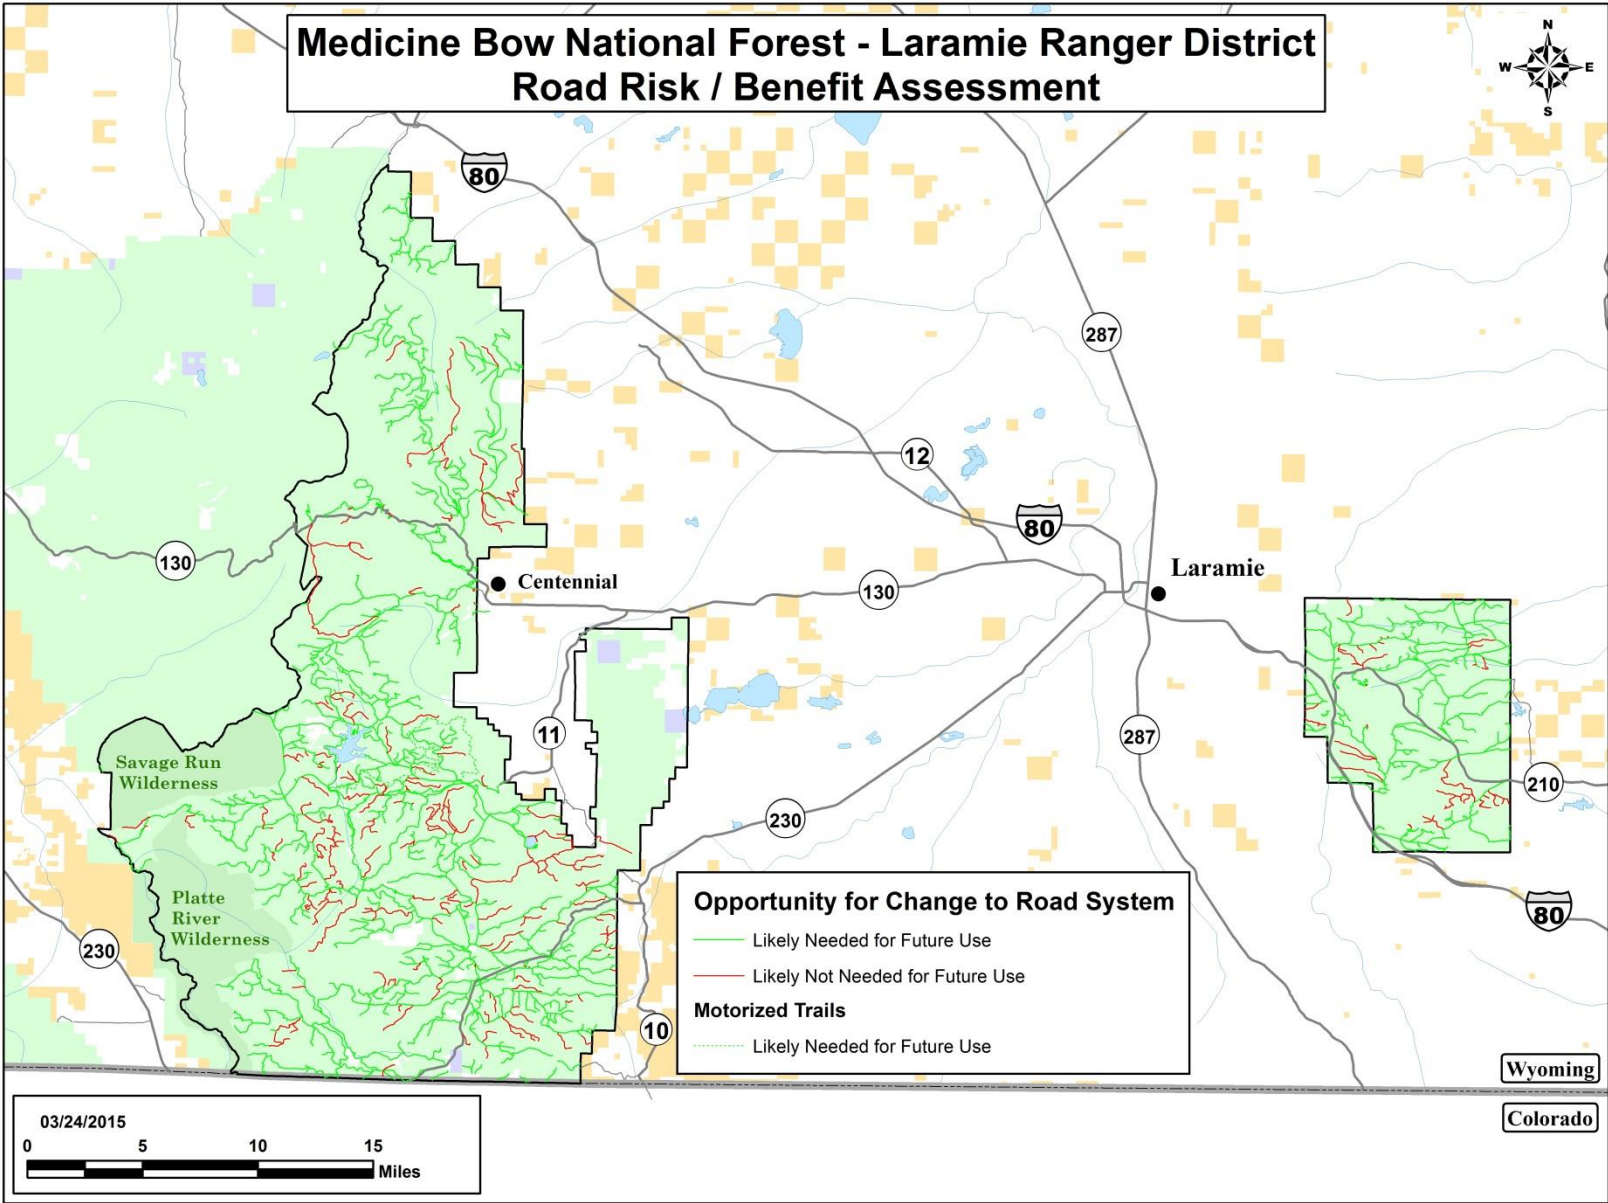 Medicine Bow National Forest - Laramie Ranger District
Road Risk / Benefit Assessment
N
W E
S
80
287
12
80
130
Centennial
130
Laramie
11
287
Savage Run
Wilderness
210
230
Platte
River
Wilderness
230
80
10
Opportunity for Change to Road System
Likely Needed for Future Use
Likely Not Needed for Future Use
Motorized Trails
Likely Needed for Future Use
Wyoming
Colorado
03/24/2015
0 5 10 15
Miles